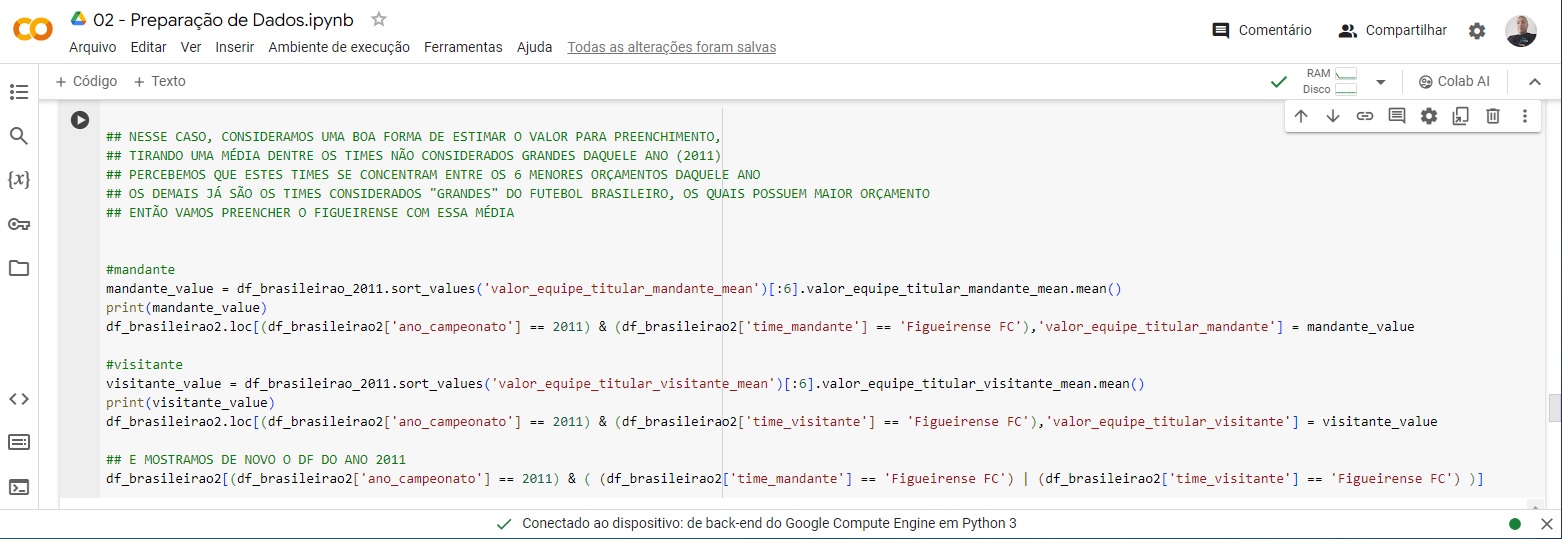 02 - Preparação de Dados.ipynb
Arquivo Editar Ver Inserir Ambiente de execução Ferramentas Ajuda Todas as alterações foram salvas
Comentário Compartilhar
+ Código + Texto
RAM
Disco
Colab AI
## NESSE CASO, CONSIDERAMOS UMA BOA FORMA DE ESTIMAR O VALOR PARA PREENCHIMENTO,
## TIRANDO UMA MÉDIA DENTRE OS TIMES NÃO CONSIDERADOS GRANDES DAQUELE ANO (2011)
## PERCEBEMOS QUE ESTES TIMES SE CONCENTRAM ENTRE OS 6 MENORES ORÇAMENTOS DAQUELE ANO
## OS DEMAIS JÁ SÃO OS TIMES CONSIDERADOS "GRANDES" DO FUTEBOL BRASILEIRO, OS QUAIS POSSUEM MAIOR ORÇAMENTO
## ENTÃO VAMOS PREENCHER O FIGUEIRENSE COM ESSA MÉDIA
#mandante
mandante_value = df_brasileirao_2011.sort_values('valor_equipe_titular_mandante_mean')[:6].valor_equipe_titular_mandante_mean.mean()
print(mandante_value)
df_brasileirao2.loc[(df_brasileirao2['ano_campeonato'] == 2011) & (df_brasileirao2['time_mandante'] == 'Figueirense FC'),'valor_equipe_titular_mandante'] = mandante_value
#visitante
visitante_value = df_brasileirao_2011.sort_values('valor_equipe_titular_visitante_mean')[:6].valor_equipe_titular_visitante_mean.mean()
print(visitante_value)
df_brasileirao2.loc[(df_brasileirao2['ano_campeonato'] == 2011) & (df_brasileirao2['time_visitante'] == 'Figueirense FC'),'valor_equipe_titular_visitante'] = visitante_value
## E MOSTRAMOS DE NOVO O DF DO ANO 2011
df_brasileirao2[(df_brasileirao2['ano_campeonato'] == 2011) & ( (df_brasileirao2['time_mandante'] == 'Figueirense FC') | (df_brasileirao2['time_visitante'] == 'Figueirense FC') )]
Conectado ao dispositivo: de back-end do Google Compute Engine em Python 3